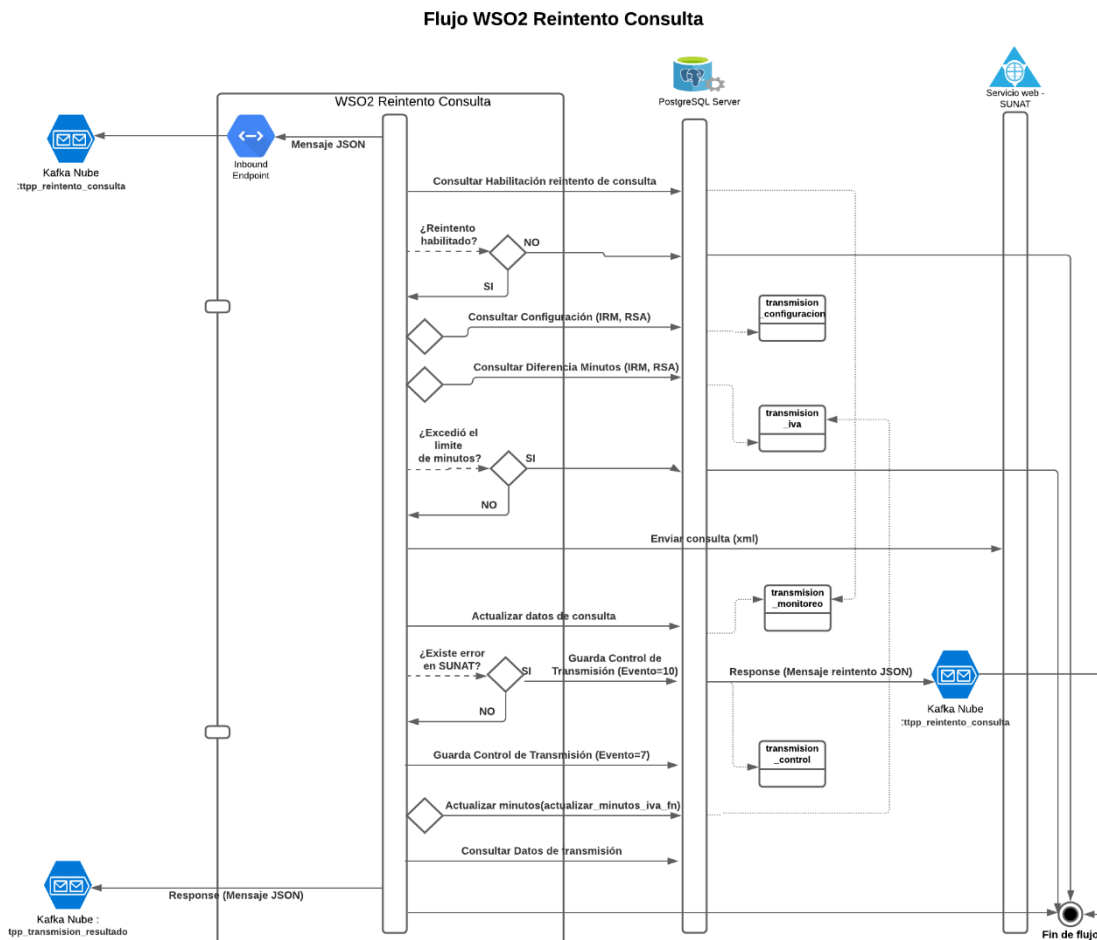 Flujo WSO2 Reintento Consulta
PostgreSQL Server
Servicio web -
SUNAT
WSO2 Reintento Consulta
Mensaje JSON
Inbound
Endpoint
Kafka Nube
:ttpp_reintento_consulta
Consultar Habilitación reintento de consulta
¿Reintento
habilitado?
NO
SI
Consultar Configuración (IRM, RSA)
transmision
_configuracion
Consultar Diferencia Minutos (IRM, RSA)
transmision
_iva
¿Excedió el
limite
de minutos?
SI
NO
Enviar consulta (xml)
transmision
_monitoreo
Actualizar datos de consulta
¿Existe error
en SUNAT?
SI
Guarda Control de
Transmisión (Evento=10)
Response (Mensaje reintento JSON)
Kafka Nube
:ttpp_reintento_consulta
NO
Guarda Control de Transmisión (Evento=7)
transmision
_control
Actualizar minutos(actualizar_minutos_iva_fn)
Consultar Datos de transmisión
Response (Mensaje JSON)
Kafka Nube :
tpp_transmision_resultado
Fin de flujo